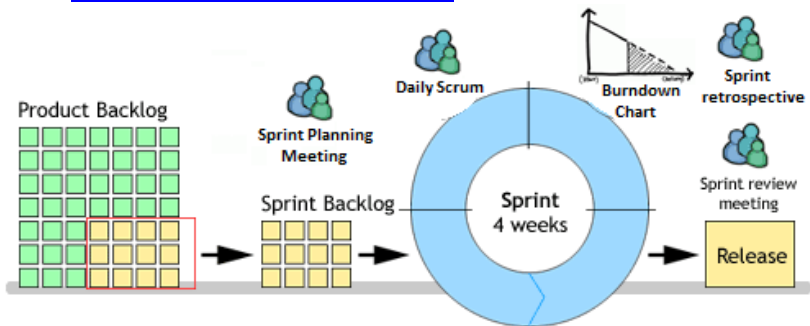 Product Backlog
Sprint Planning
Meeting
Sprint Backlog
Daily Scrum
Sprint
4 weeks
Burndown
Chart
Sprint
retrospective
Sprint review
meeting
Release